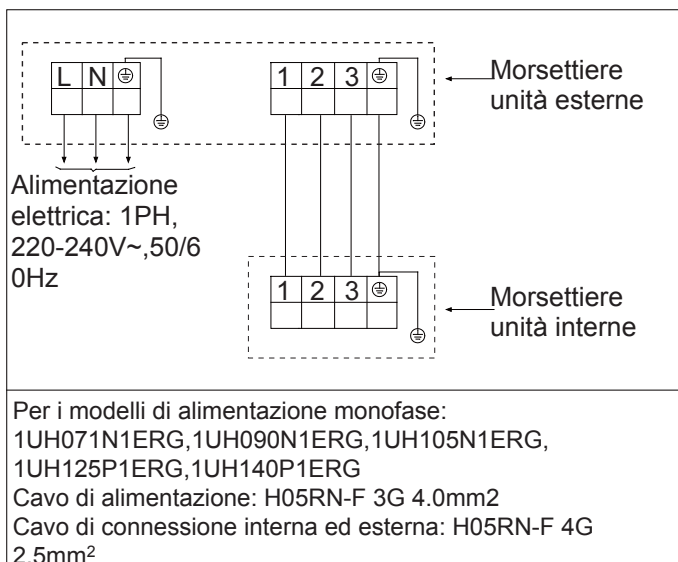 L N
1 2 3
Morsettiere
unità esterne
Alimentazione
elettrica: 1PH,
220-240V~,50/6
0Hz
1 2 3
Morsettiere
unità interne
Per i modelli di alimentazione monofase:
1UH071N1ERG,1UH090N1ERG,1UH105N1ERG,
1UH125P1ERG,1UH140P1ERG
Cavo di alimentazione: H05RN-F 3G 4.0mm2
Cavo di connessione interna ed esterna: H05RN-F 4G
2.5mm²